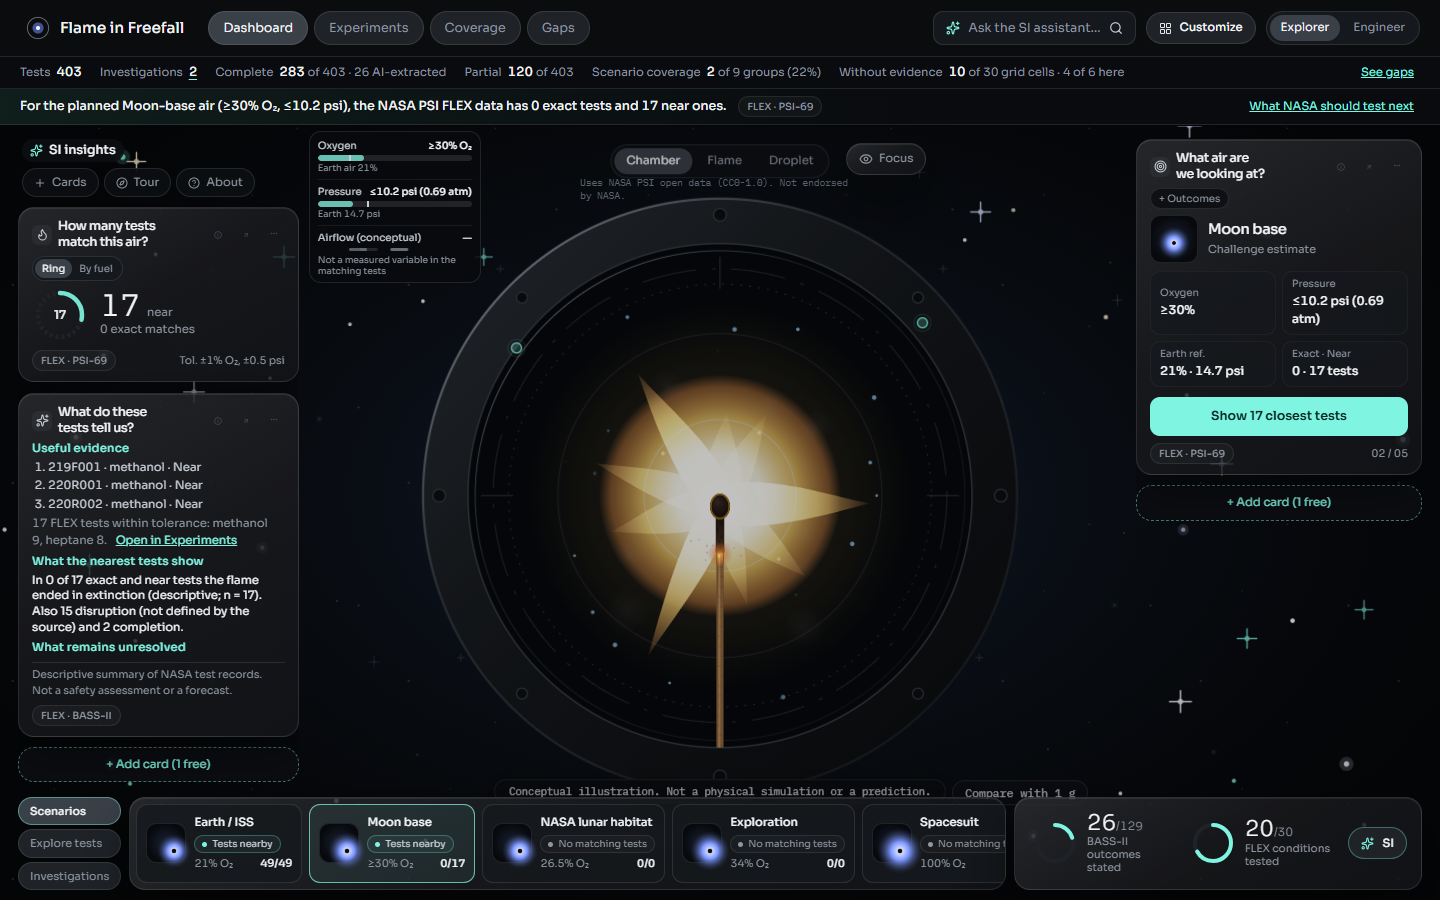 Flame in Freefall
Dashboard
Experiments
Coverage
Gaps
Ask the SI assistant...
Customize
Explorer
Engineer
Tests 403
Investigations 2
Complete 283 of 403 · 26 AI-extracted
Partial 120 of 403
Scenario coverage 2 of 9 groups (22%)
Without evidence 10 of 30 grid cells · 4 of 6 here
See gaps
For the planned Moon-base air (≥30% O₂, ≤10.2 psi), the NASA PSI FLEX data has 0 exact tests and 17 near ones.
FLEX · PSI-69
What NASA should test next
SI insights
+ Cards
Tour
About
How many tests
match this air?
Ring
By fuel
17
17 near
0 exact matches
FLEX · PSI-69
Tol. ±1% O₂, ±0.5 psi
What do these
tests tell us?
Useful evidence
1. 219F001 · methanol · Near
2. 220R001 · methanol · Near
3. 220R002 · methanol · Near
17 FLEX tests within tolerance: methanol
9, heptane 8. Open in Experiments
What the nearest tests show
In 0 of 17 exact and near tests the flame
ended in extinction (descriptive; n = 17).
Also 15 disruption (not defined by the
source) and 2 completion.
What remains unresolved
Descriptive summary of NASA test records.
Not a safety assessment or a forecast.
FLEX · BASS-II
+ Add card (1 free)
Oxygen ≥30% O₂
Earth air 21%
Pressure ≤10.2 psi (0.69 atm)
Earth 14.7 psi
Airflow (conceptual) —
Not a measured variable in the
matching tests
Chamber
Flame
Droplet
Focus
Uses NASA PSI open data (CC0-1.0). Not endorsed
by NASA.
Conceptual illustration. Not a physical simulation or a prediction.
Compare with 1 g
What air are
we looking at?
+ Outcomes
Moon base
Challenge estimate
Oxygen
≥30%
Pressure
≤10.2 psi (0.69
atm)
Earth ref.
21% · 14.7 psi
Exact · Near
0 · 17 tests
Show 17 closest tests
FLEX · PSI-69
02 / 05
+ Add card (1 free)
Scenarios
Explore tests
Investigations
Earth / ISS
Tests nearby
21% O₂ 49/49
Moon base
Tests nearby
≥30% O₂ 0/17
NASA lunar habitat
No matching tests
26.5% O₂ 0/0
Exploration
No matching tests
34% O₂ 0/0
Spacesuit
No matching t
100% O₂
26/129
BASS-II
outcomes
stated
20/30
FLEX conditions
tested
SI